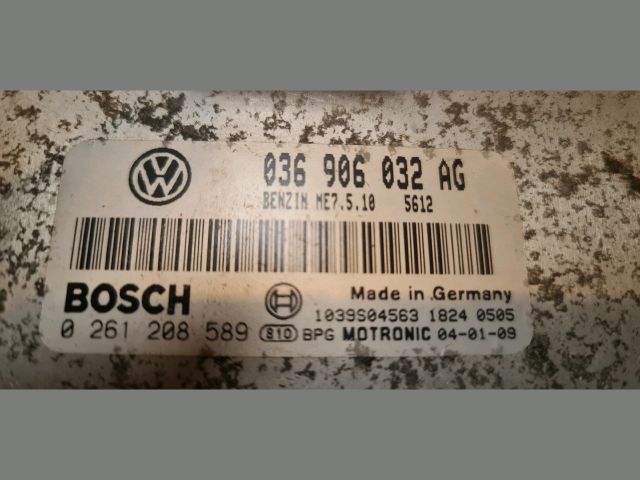 036 906 032 AG
BENZIN ME7.5.10 5612
BOSCH
Made in Germany
1039S04563 1824 0505
0 261 208 589 S10 BPG MOTRONIC 04-01-09